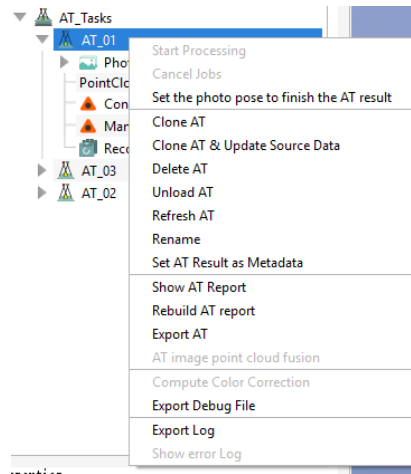 AT_Tasks
AT_01
Start Processing
Cancel Jobs
Pho
Set the photo pose to finish the AT result
PointClo
Con
Clone AT
Mar
Clone AT & Update Source Data
Reco
Delete AT
AT_03
Unload AT
AT_02
Refresh AT
Rename
Set AT Result as Metadata
Show AT Report
Rebuild AT report
Export AT
AT image point cloud fusion
Compute Color Correction
Export Debug File
Export Log
Show error Log